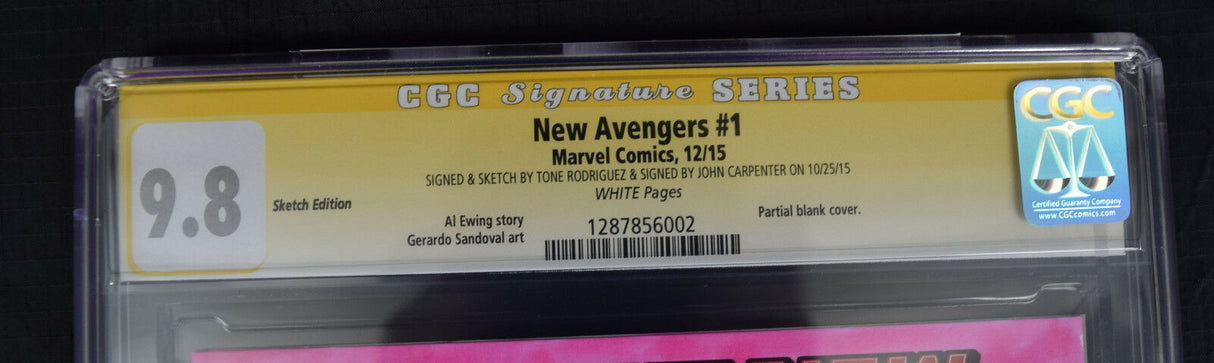 CGC Signature SERIES
New Avengers #1
Marvel Comics, 12/15
SIGNED & SKETCH BY TONE RODRIGUEZ & SIGNED BY JOHN CARPENTER ON 10/25/15
WHITE Pages
9.8
Sketch Edition
Al Ewing story
Gerardo Sandoval art
1287856002
Partial blank cover.
CGC
Certified Guaranty Company
www.CGCcomics.com